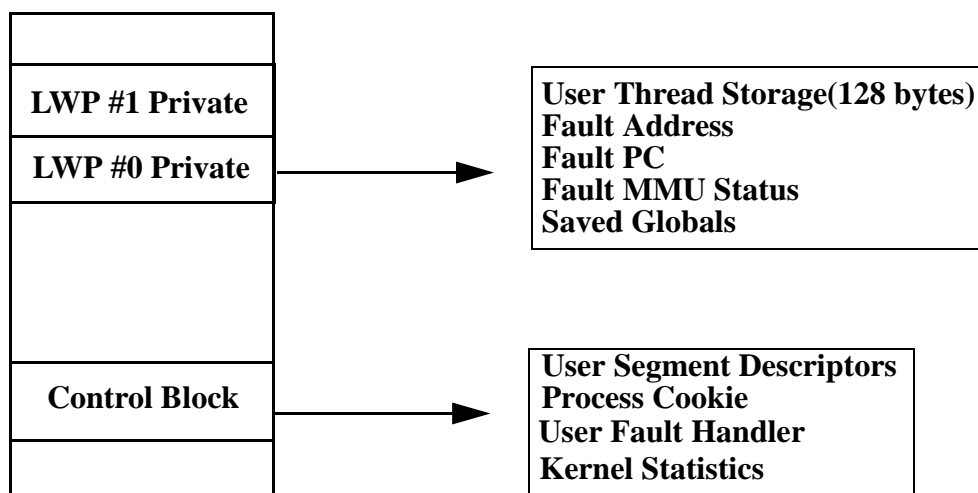 LWP #1 Private
LWP #0 Private
Control Block
User Thread Storage(128 bytes)
Fault Address
Fault PC
Fault MMU Status
Saved Globals
User Segment Descriptors
Process Cookie
User Fault Handler
Kernel Statistics